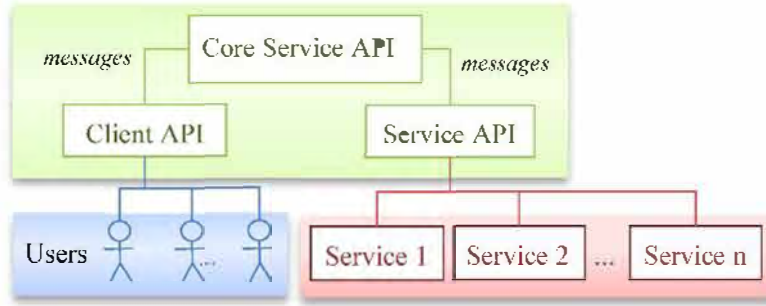 Core Service API
messages
messages
Client API
Service API
Users
...
Service 1
Service 2
...
Service n